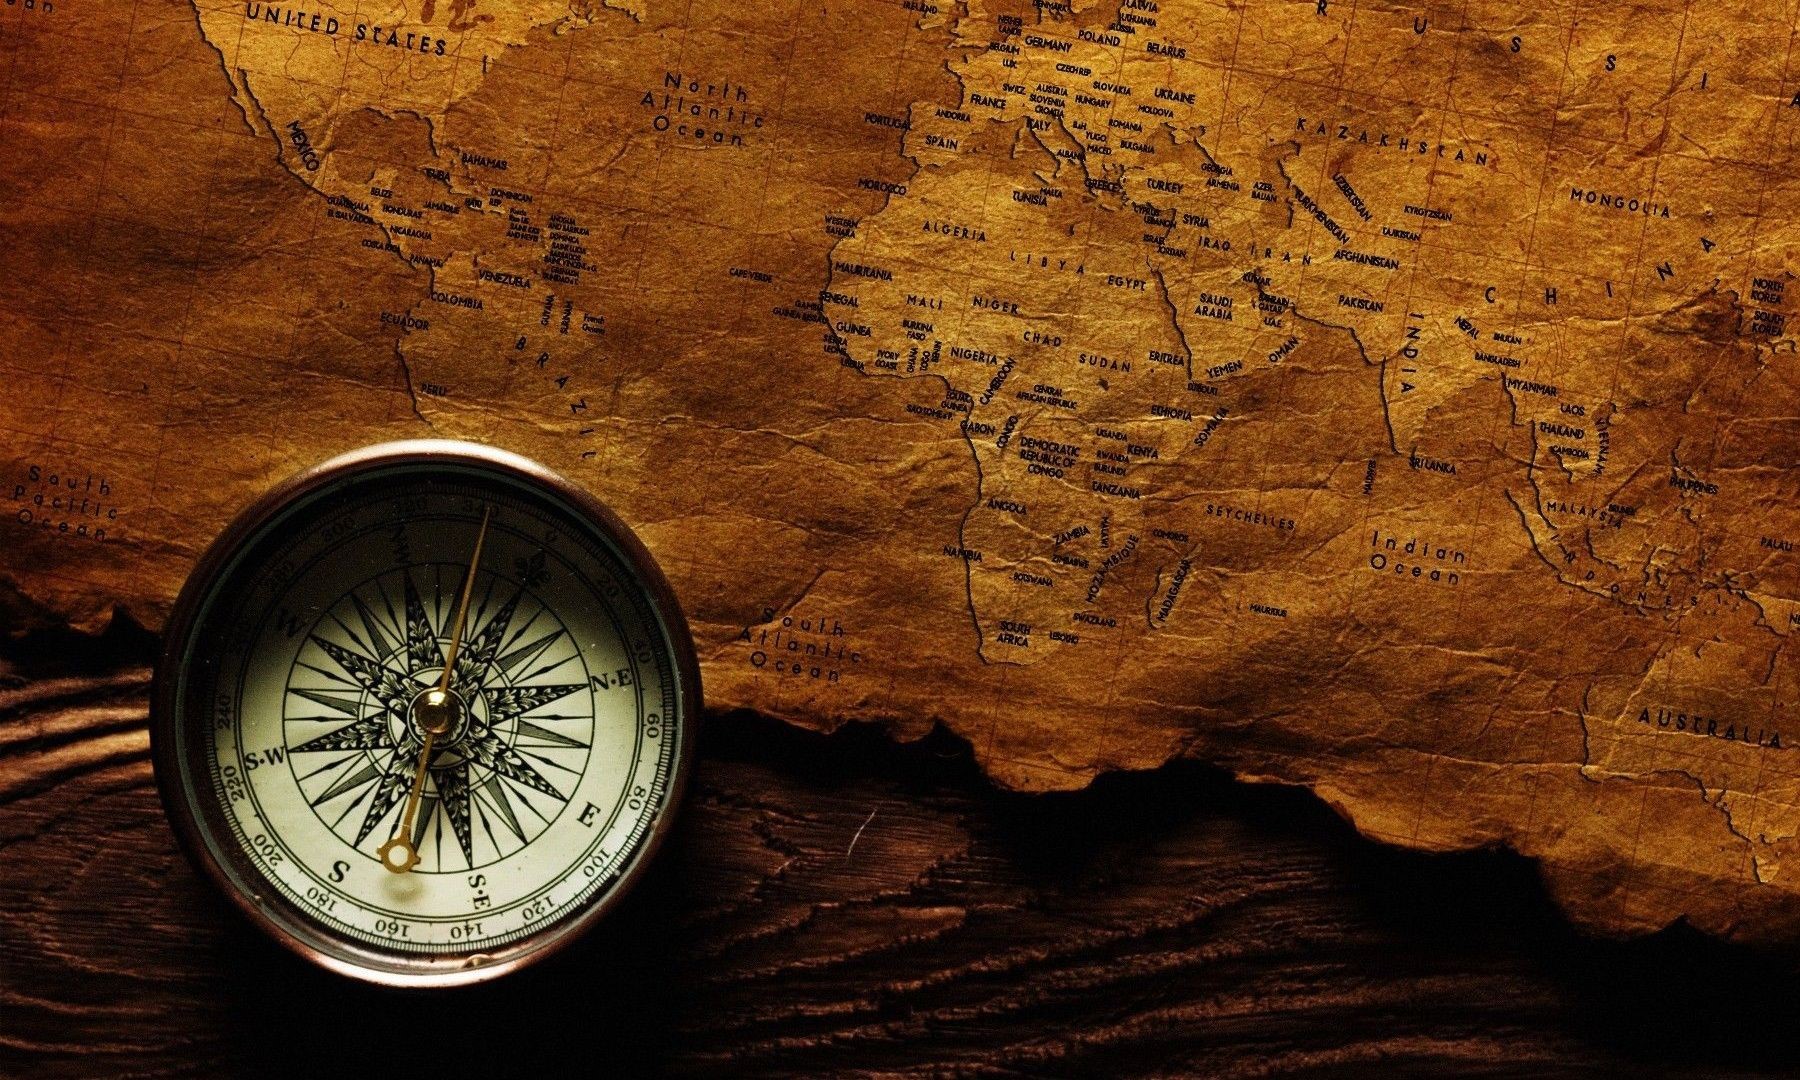 UNITED STATES
MEXICO
BAHAMAS
CUBA
BELIZE
JAMAICA
HAITI
DOMINICAN
REP.
GUATEMALA
HONDURAS
EL SALVADOR
NICARAGUA
COSTA RICA
PANAMA
VENEZUELA
COLOMBIA
GUYANA
SURINAM
French
Guiana
ECUADOR
BRAZIL
PERU
North
Atlantic
Ocean
South
Pacific
Ocean
South
Atlantic
Ocean
Indian
Ocean
IRELAND
DENMARK
LATVIA
LITHUANIA
RUSSIA
NETHER
LANDS
BELGIUM
LUX.
GERMANY
POLAND
BELARUS
CZECH REP.
SLOVAKIA
UKRAINE
FRANCE
SWITZ.
AUSTRIA
SLOVENIJA
CROATIA
HUNGARY
MOLDOVA
ROMANIA
ANDORRA
ITALY
B&H
YUGO.
MACED.
BULGARIA
ALBANIA
PORTUGAL
SPAIN
GREECE
MALTA
TURKEY
CYPRUS
LEBANON
SYRIA
ISRAEL
JORDAN
GEORGIA
ARMENIA
AZER-
BAIJAN
RUSSIA
KAZAKHSTAN
UZBEKISTAN
TURKMENISTAN
KYRGYZSTAN
TAJIKISTAN
MONGOLIA
CHINA
NORTH
KOREA
SOUTH
KOREA
MOROCCO
TUNISIA
WESTERN
SAHARA
ALGERIA
LIBYA
EGYPT
IRAQ
IRAN
AFGHANISTAN
KUWAIT
BAHRAIN
QATAR
U.A.E.
SAUDI
ARABIA
PAKISTAN
INDIA
NEPAL
BHUTAN
BANGLADESH
MYANMAR
LAOS
THAILAND
VIETNAM
CAMBODIA
PHILIPPINES
CAPE VERDE
MAURITANIA
SENEGAL
GAMBIA
GUINEA BISSAU
GUINEA
SIERRA
LEONE
LIBERIA
MALI
BURKINA
FASO
IVORY
COAST
GHANA
TOGO
BENIN
NIGER
NIGERIA
CHAD
SUDAN
ERITREA
YEMEN
OMAN
DJIBOUTI
CAMEROON
CENTRAL
AFRICAN REPUBLIC
ETHIOPIA
SOMALIA
EQUAT.
GUINEA
SAO TOME & P.
GABON
CONGO
DEMOCRATIC
REPUBLIC OF
CONGO
UGANDA
KENYA
RWANDA
BURUNDI
TANZANIA
ANGOLA
ZAMBIA
MALAWI
COMOROS
SEYCHELLES
NAMIBIA
ZIMBABWE
BOTSWANA
MOZAMBIQUE
MADAGASCAR
MAURITIUS
SWAZILAND
SOUTH
AFRICA
LESOTHO
SRI LANKA
MALAYSIA
BRUNEI
INDONESIA
PALAU
AUSTRALIA
340
0
20
40
N·E
60
80
E
100
120
S·E
140
160
180
S
200
220
S·W
240
W
300